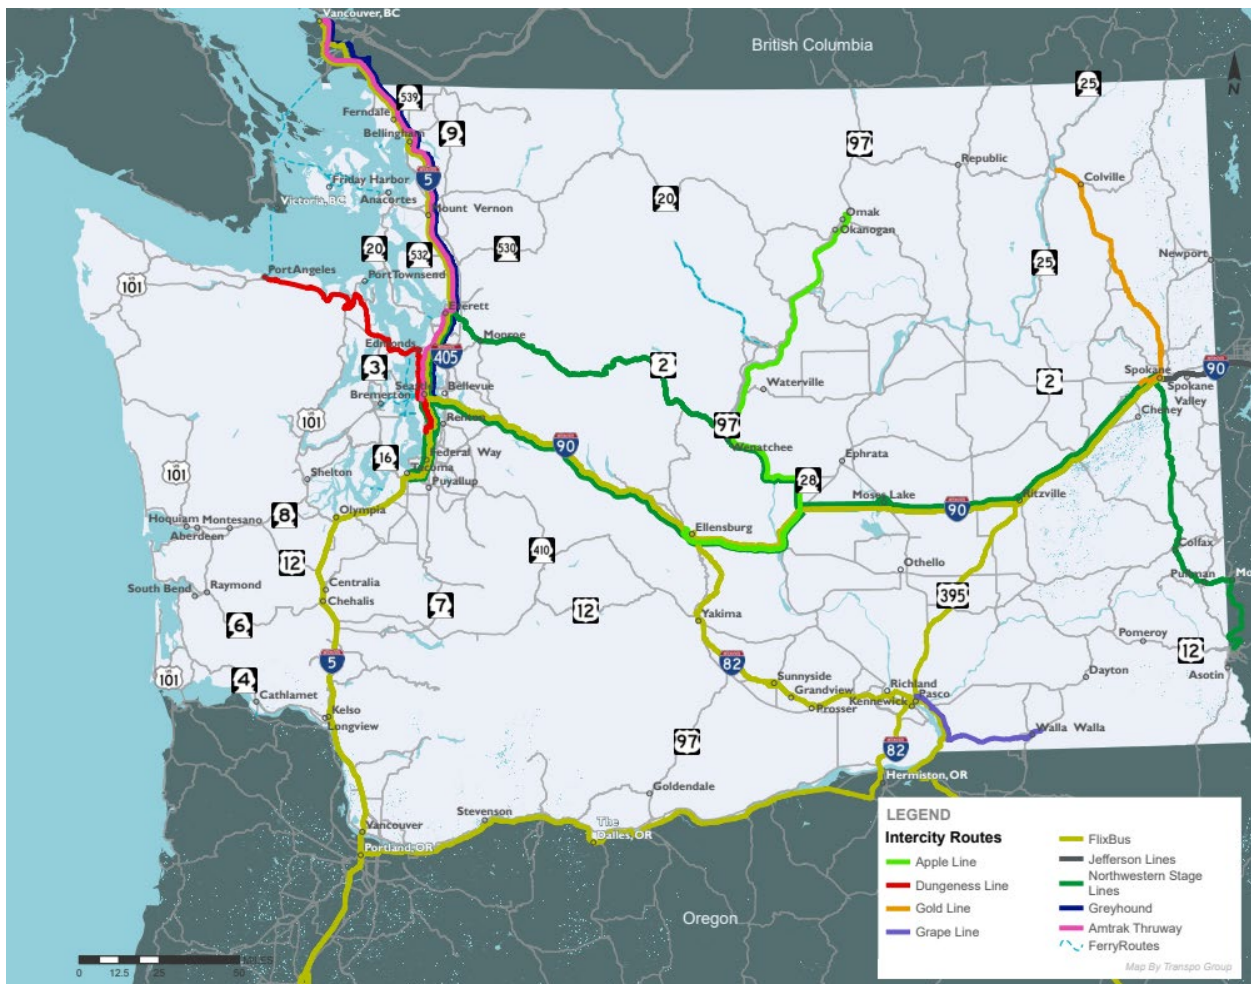 Vancouver, BC
British Columbia
N
25
539
Ferndale
9
Bellingham
97
Republic
5
Colville
Friday Harbor
Victoria, BC
Anacortes
20
Omak
Mount Vernon
Okanogan
20
532
530
25
Newport
Port Angeles
Port Townsend
101
Everett
Monroe
Edmonds
405
3
2
2
Spokane
90
Seattle
Bellevue
Waterville
Spokane
Valley
Bremerton
Cheney
101
Renton
97
90
Wenatchee
16
Federal Way
Ephrata
101
Shelton
Tacoma
Puyallup
28
Moses Lake
Ritzville
8
Olympia
90
Hoquiam
Montesano
Aberdeen
Ellensburg
410
Colfax
12
Othello
Pullman
Mo
South Bend
Raymond
Centralia
Chehalis
7
12
395
6
Yakima
Pomeroy
12
5
82
101
4
Sunnyside
Dayton
Asotin
Cathlamet
Grandview
Richland
Pasco
Kennewick
Prosser
Kelso
Longview
97
82
Walla Walla
Hermiston, OR
Goldendale
Stevenson
The
Dalles, OR
Vancouver
Portland, OR
Oregon
LEGEND
Intercity Routes
Apple Line
Dungeness Line
Gold Line
Grape Line
FlixBus
Jefferson Lines
Northwestern Stage
Lines
Greyhound
Amtrak Thruway
FerryRoutes
Map By Transpo Group
MILES
0 12.5 25 50